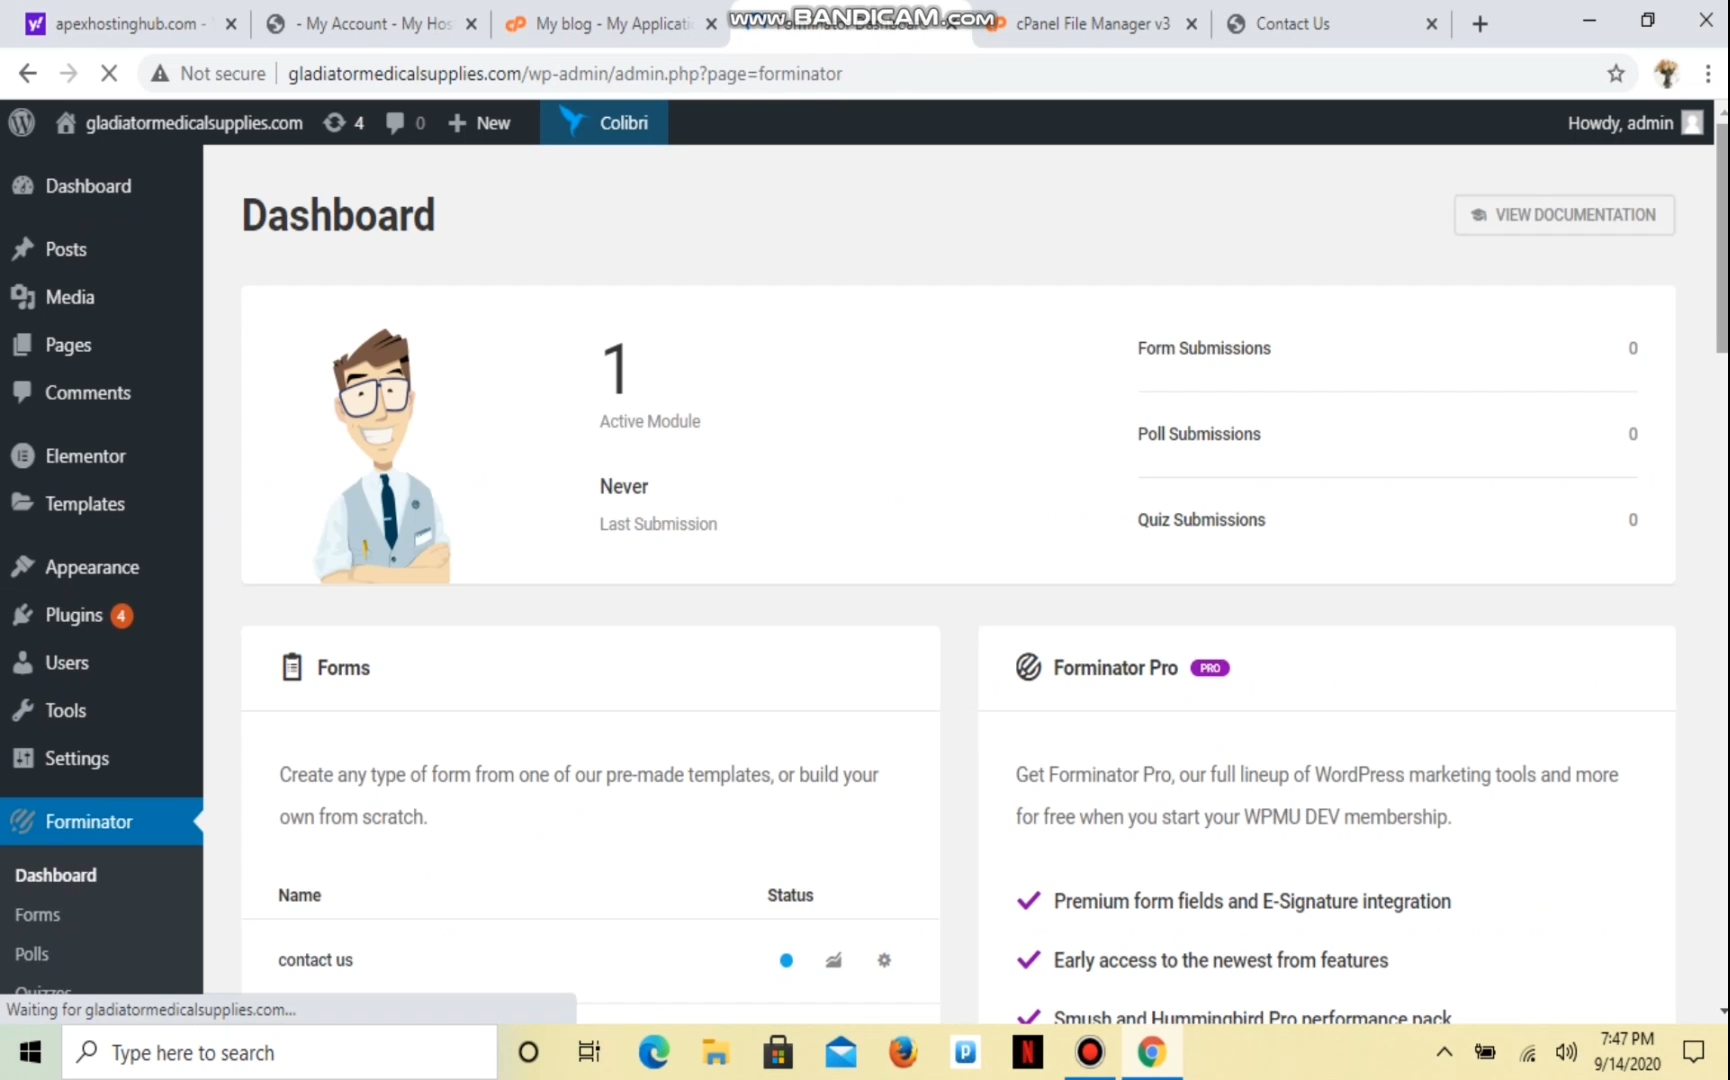 apexhostinghub.com -
- My Account - My Hos
My blog - My Applicati
www.BANDICAM.com
cPanel File Manager v3
Contact Us
Not secure
gladiatormedicalsupplies.com/wp-admin/admin.php?page=forminator
gladiatormedicalsupplies.com
4
0
New
Colibri
Howdy, admin
Dashboard
Posts
Media
Pages
Comments
Elementor
Templates
Appearance
Plugins 4
Users
Tools
Settings
Forminator
Dashboard
Forms
Polls
Quizzes
Dashboard
VIEW DOCUMENTATION
1
Active Module
Never
Last Submission
Form Submissions 0
Poll Submissions 0
Quiz Submissions 0
Forms
Create any type of form from one of our pre-made templates, or build your
own from scratch.
Name Status
contact us
Forminator Pro PRO
Get Forminator Pro, our full lineup of WordPress marketing tools and more
for free when you start your WPMU DEV membership.
Premium form fields and E-Signature integration
Early access to the newest from features
Smush and Hummingbird Pro performance pack
Waiting for gladiatormedicalsupplies.com...
Type here to search
7:47 PM
9/14/2020